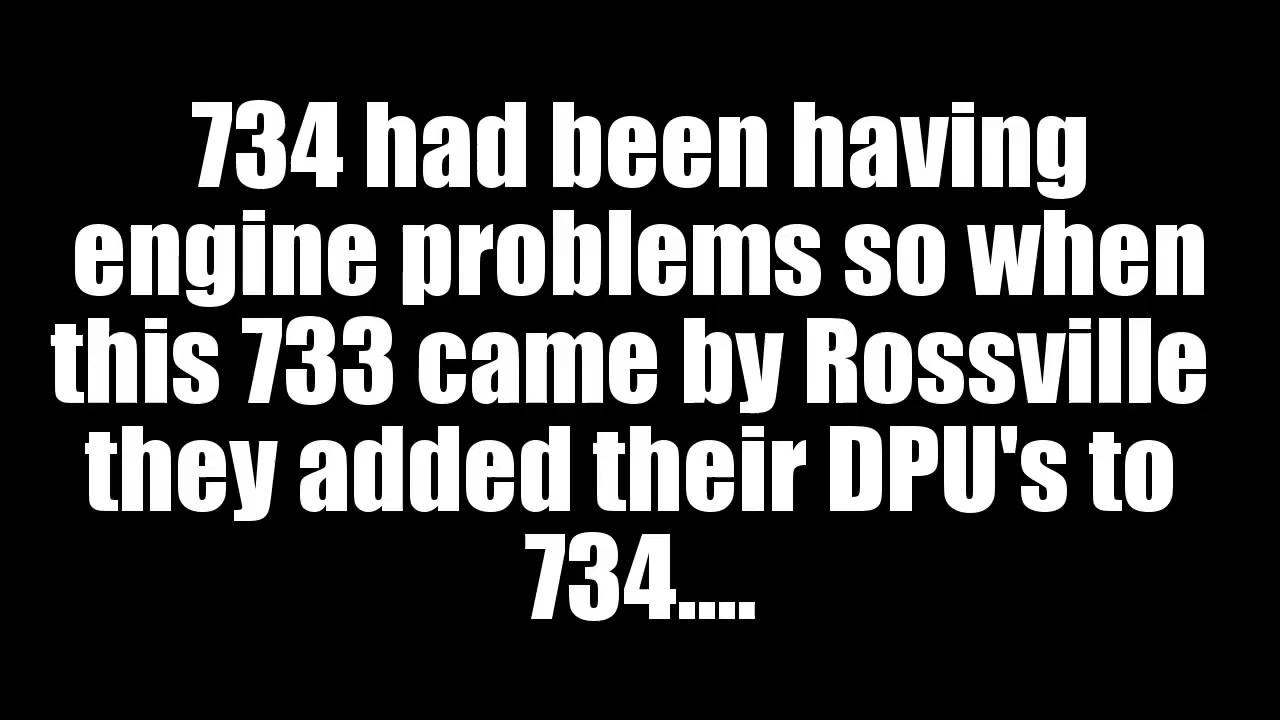 734 had been having
engine problems so when
this 733 came by Rossville
they added their DPU's to
734....